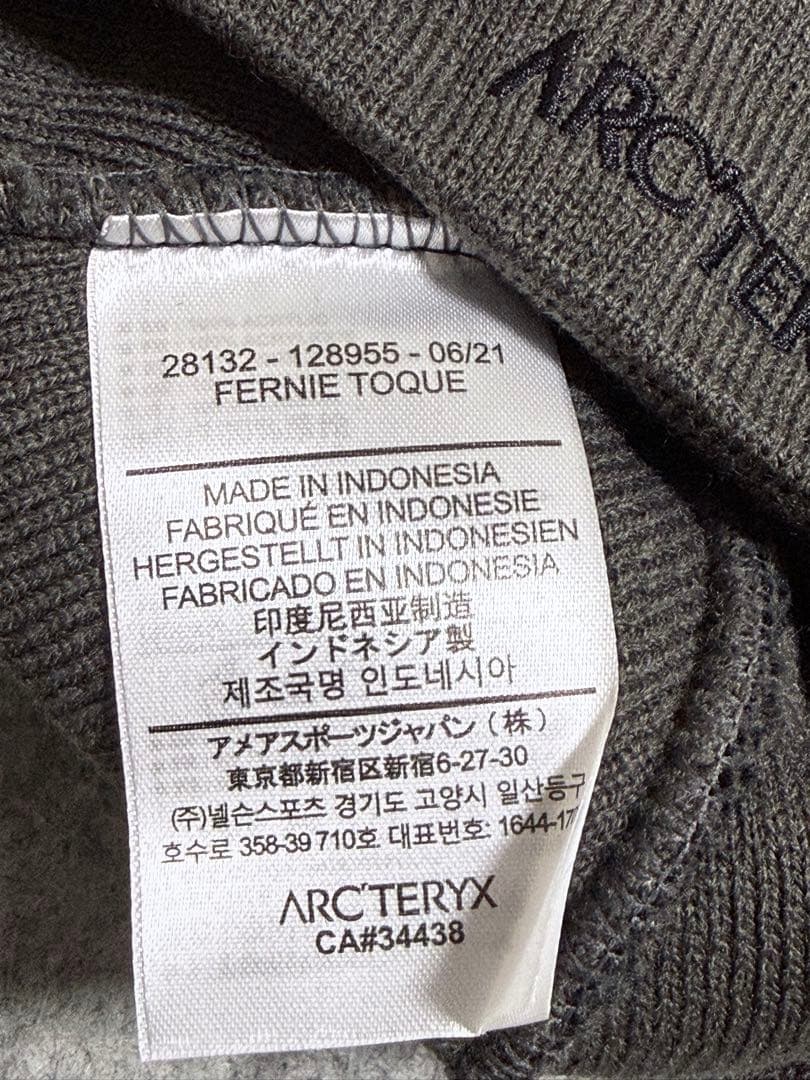 ARC'TER
28132 - 128955 - 06/21
FERNIE TOQUE
MADE IN INDONESIA
FABRIQUÉ EN INDONESIE
HERGESTELLT IN INDONESIEN
FABRICADO EN INDONESIA
印度尼西亚制造
インドネシア製
제조국명 인도네시아
アメアスポーツジャパン(株)
東京都新宿区新宿6-27-30
(주)넬슨스포츠 경기도 고양시 일산동구
호수로 358-39 710호 대표번호: 1644-17
ARC'TERYX
CA#34438